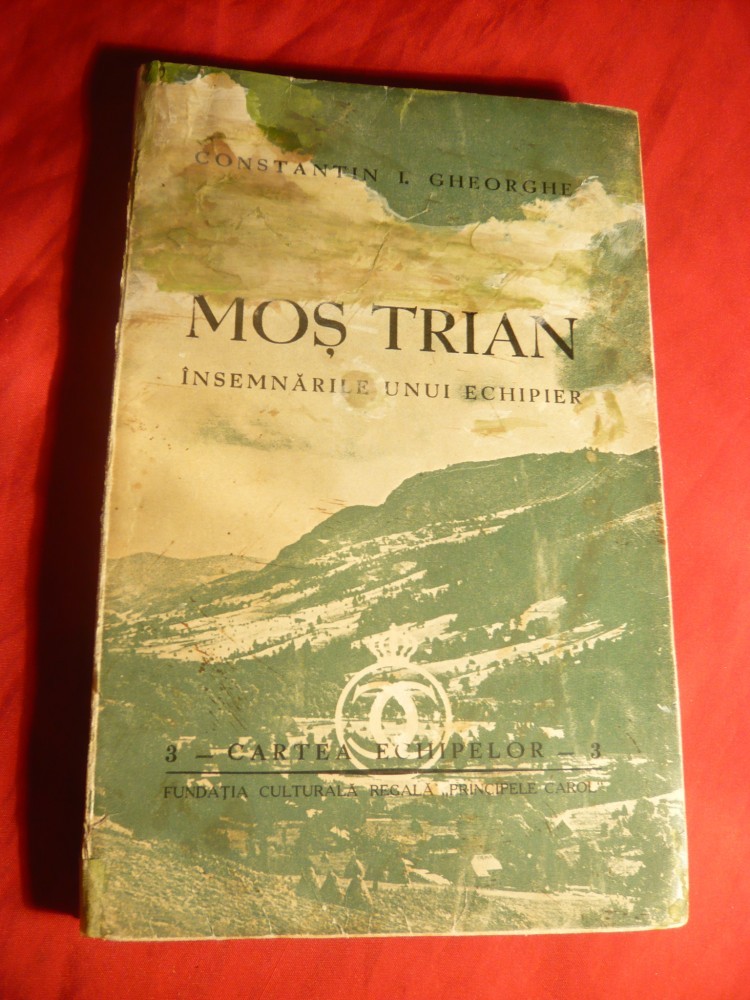 CONSTANTIN I. GHEORGHE
MOȘ TRIAN
ÎNSEMNĂRILE UNUI ECHIPIER
3 — CARTEA ECHIPELOR — 3
FUNDAȚIA CULTURALĂ REGALĂ „PRINCIPELE CAROL”